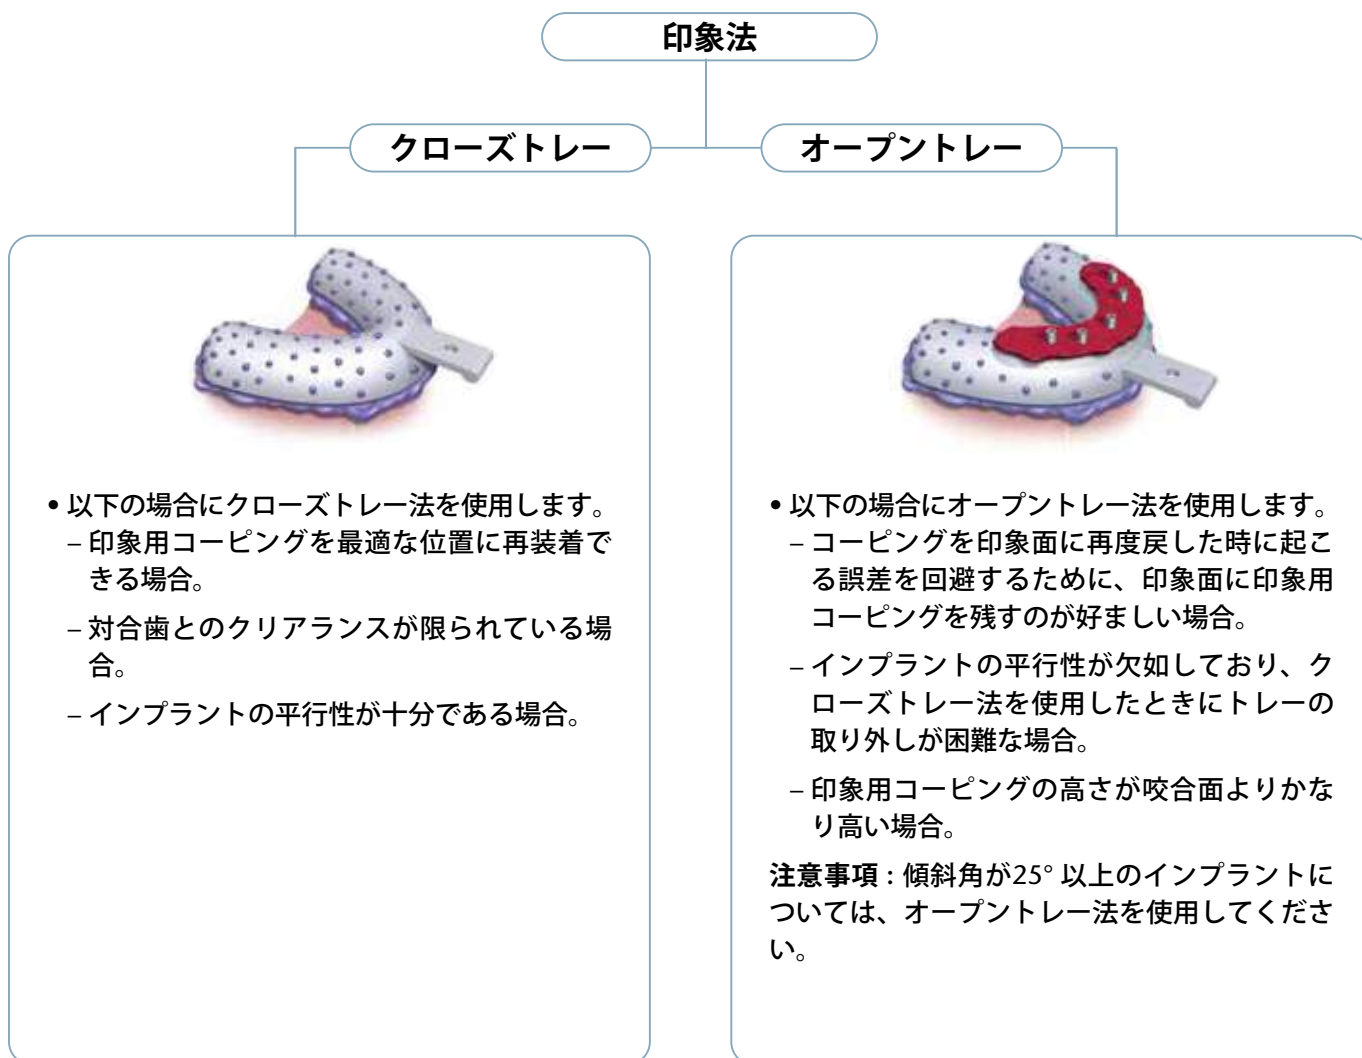 印象法
クローズトレー
オープントレー
• 以下の場合にクローズトレー法を使用します。
– 印象用コーピングを最適な位置に再装着で
きる場合。
– 対合歯とのクリアランスが限られている場
合。
– インプラントの平行性が十分である場合。
• 以下の場合にオープントレー法を使用します。
– コーピングを印象面に再度戻した時に起こ
る誤差を回避するために、印象面に印象用
コーピングを残すのが好ましい場合。
– インプラントの平行性が欠如しており、ク
ローズトレー法を使用したときにトレーの
取り外しが困難な場合。
– 印象用コーピングの高さが咬合面よりかな
り高い場合。
注意事項 : 傾斜角が25° 以上のインプラントに
ついては、オープントレー法を使用してくださ
い。